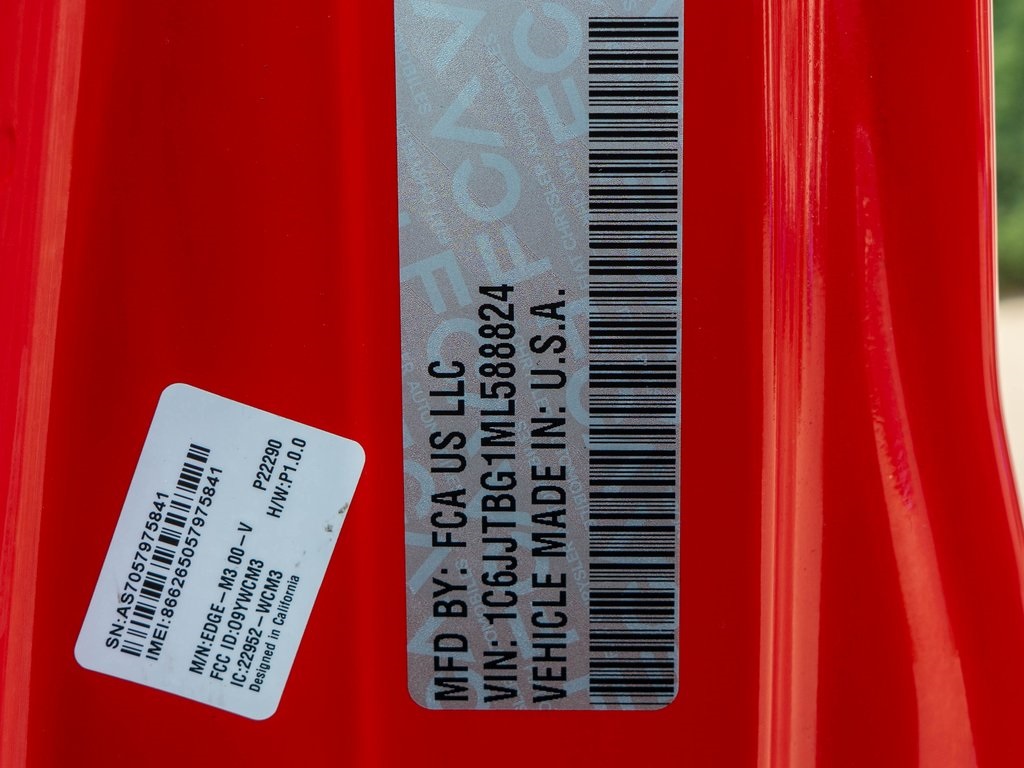 MFD BY: FCA US LLC
VIN: 1C6JJTBG1ML588824
VEHICLE MADE IN: U.S.A.
SN:AS7057975841
IMEI:866265057975841
M/N:EDGE-M3 00-V P22290
FCC ID:09YWCM3 H/W:P1.0.0
IC:22952-WCM3
Designed in California